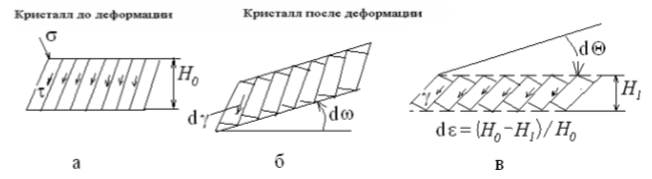 Кристалл до деформации
Кристалл после деформации
σ
τ
H₀
dγ
dω
γ
dΘ
H₁
dε = (H₀−H₁)/H₀
а
б
в